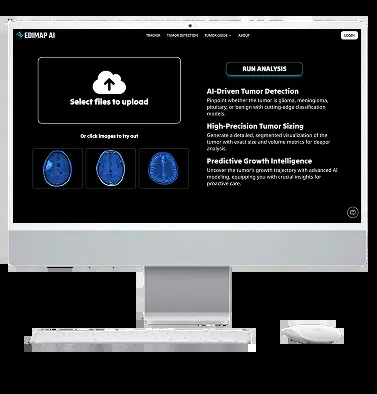 EDIMAP AI
TRACKER TUMOR DETECTION TUMOR GUIDE ABOUT
LOGIN
Select files to upload
Or click images to try out
RUN ANALYSIS
AI-Driven Tumor Detection
Pinpoint whether the tumor is glioma, meningioma,
pituitary, or benign with cutting-edge classification
models.
High-Precision Tumor Sizing
Generate a detailed, segmented visualization of the
tumor with exact size and volume metrics for deeper
analysis.
Predictive Growth Intelligence
Uncover the tumor's growth trajectory with advanced AI
modeling, equipping you with crucial insights for
proactive care.